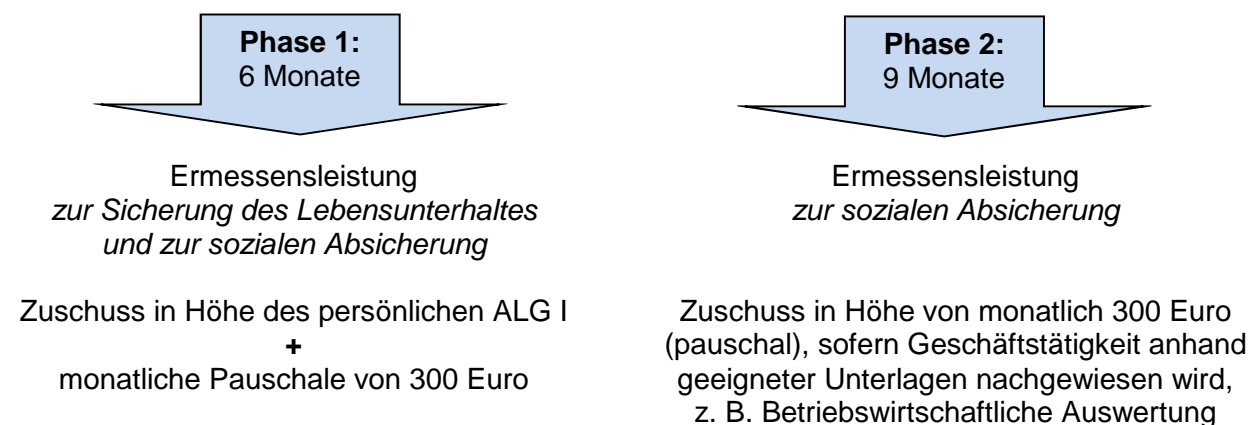 Phase 1:
6 Monate
Ermessensleistung
zur Sicherung des Lebensunterhaltes
und zur sozialen Absicherung
Zuschuss in Höhe des persönlichen ALG I
+
monatliche Pauschale von 300 Euro
Phase 2:
9 Monate
Ermessensleistung
zur sozialen Absicherung
Zuschuss in Höhe von monatlich 300 Euro
(pauschal), sofern Geschäftstätigkeit anhand
geeigneter Unterlagen nachgewiesen wird,
z. B. Betriebswirtschaftliche Auswertung